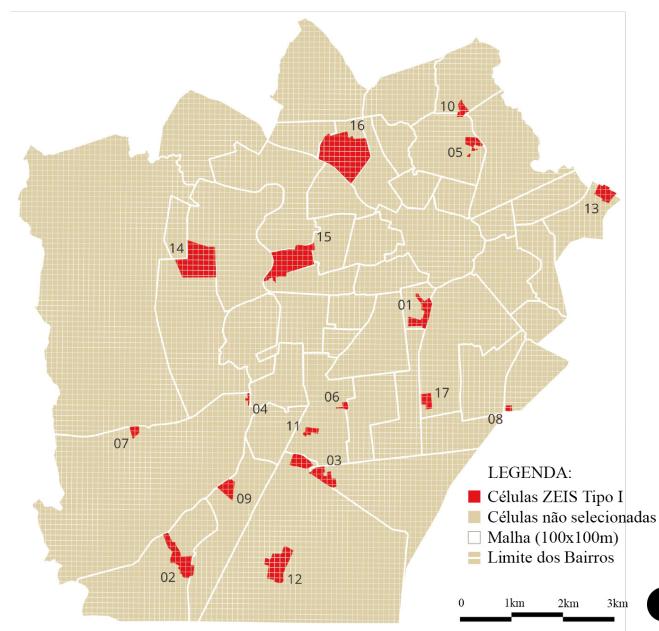 10
16
05
13
15
14
01
06
17
04
08
11
07
03
09
02
12
LEGENDA:
Células ZEIS Tipo I
Células não selecionadas
Malha (100x100m)
Limite dos Bairros
0 1km 2km 3km